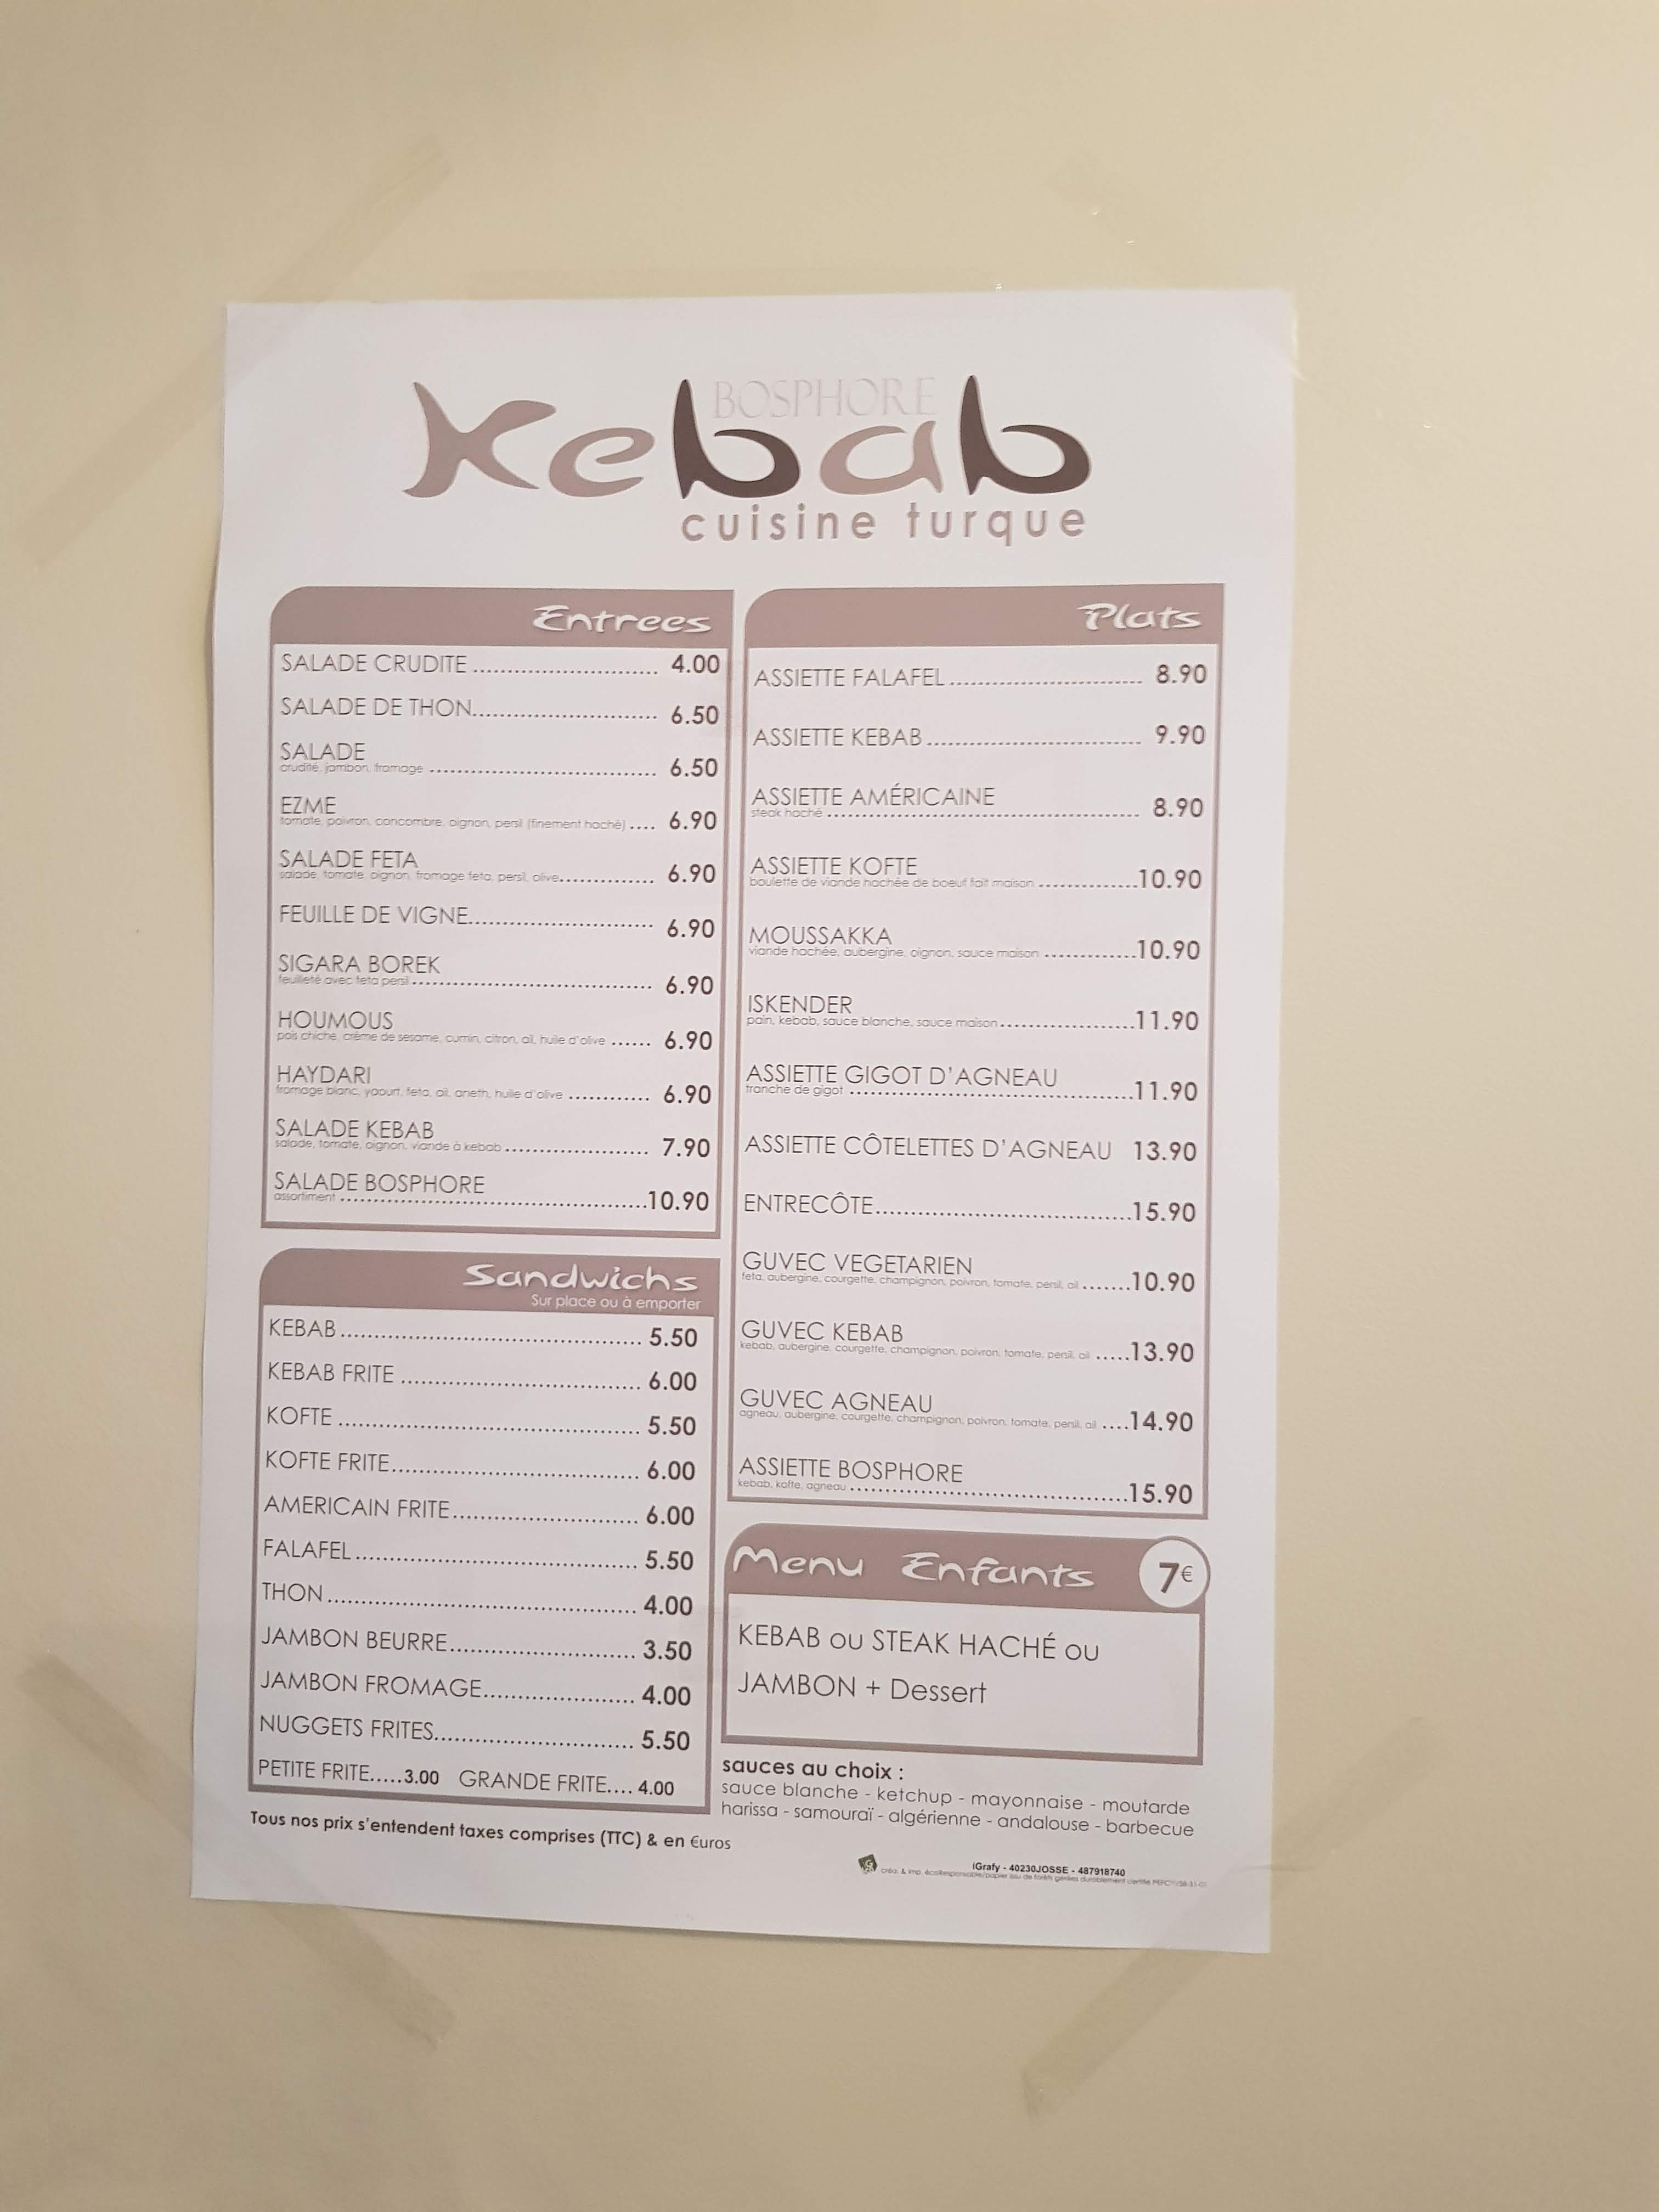 BOSPHORE
Kebab
cuisine turque
Entrees
SALADE CRUDITE .......... 4.00
SALADE DE THON.......... 6.50
SALADE
crudité, jambon, fromage .......... 6.50
EZME
tomate, poivron, concombre, oignon, persil (finement haché) .... 6.90
SALADE FETA
salade, tomate, oignon, fromage feta, persil, olive.......... 6.90
FEUILLE DE VIGNE.......... 6.90
SIGARA BOREK
feuilleté avec feta persil .......... 6.90
HOUMOUS
pois chiche, crème de sesame, cumin, citron, ail, huile d'olive ...... 6.90
HAYDARI
fromage blanc, yaourt, feta, ail, aneth, huile d'olive .......... 6.90
SALADE KEBAB
salade, tomate, oignon, viande à kebab .......... 7.90
SALADE BOSPHORE
assortiment ..........10.90
Sandwichs
Sur place ou à emporter
KEBAB .......... 5.50
KEBAB FRITE .......... 6.00
KOFTE .......... 5.50
KOFTE FRITE.......... 6.00
AMERICAIN FRITE.......... 6.00
FALAFEL .......... 5.50
THON .......... 4.00
JAMBON BEURRE.......... 3.50
JAMBON FROMAGE.......... 4.00
NUGGETS FRITES.......... 5.50
PETITE FRITE.....3.00 GRANDE FRITE.... 4.00
Tous nos prix s'entendent taxes comprises (TTC) & en €uros
Plats
ASSIETTE FALAFEL .......... 8.90
ASSIETTE KEBAB .......... 9.90
ASSIETTE AMÉRICAINE
steak haché .......... 8.90
ASSIETTE KOFTE
boulette de viande hachée de boeuf fait maison ..........10.90
MOUSSAKKA
viande hachée, aubergine, oignon, sauce maison ..........10.90
ISKENDER
pain, kebab, sauce blanche, sauce maison..........11.90
ASSIETTE GIGOT D'AGNEAU
tranche de gigot ..........11.90
ASSIETTE CÔTELETTES D'AGNEAU 13.90
ENTRECÔTE..........15.90
GUVEC VEGETARIEN
feta, aubergine, courgette, champignon, poivron, tomate, persil, ail .......10.90
GUVEC KEBAB
kebab, aubergine, courgette, champignon, poivron, tomate, persil, ail .....13.90
GUVEC AGNEAU
agneau, aubergine, courgette, champignon, poivron, tomate, persil, ail ....14.90
ASSIETTE BOSPHORE
kebab, kofte, agneau ..........15.90
Menu Enfants 7€
KEBAB OU STEAK HACHÉ OU
JAMBON + Dessert
sauces au choix :
sauce blanche - ketchup - mayonnaise - moutarde
harissa - samouraï - algérienne - andalouse - barbecue
iGrafy - 40230JOSSE - 487918740
créa. & imp. écoResponsable/papier issu de forêts gérées durablement certifié